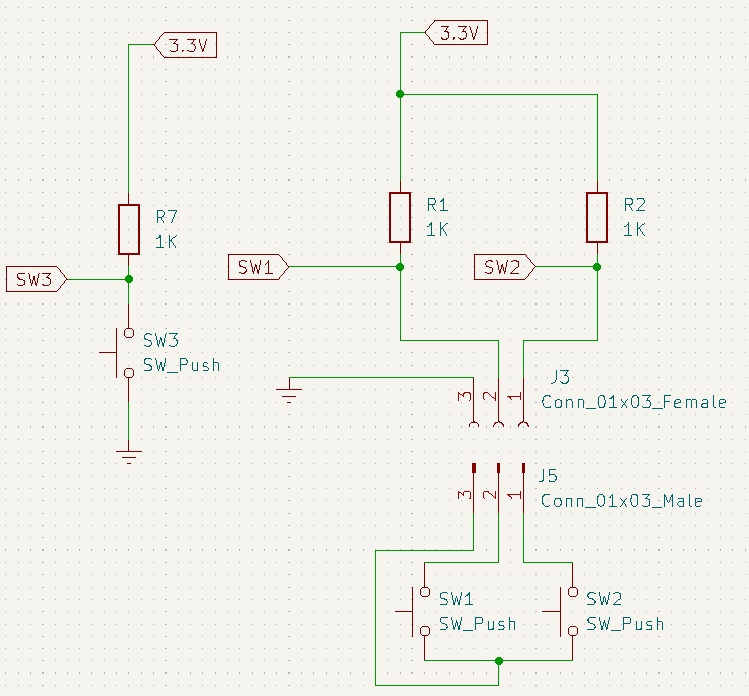 3.3V
3.3V
R7
1K
R1
1K
R2
1K
SW3
SW1
SW2
SW3
SW_Push
J3
Conn_01x03_Female
3
2
1
J5
Conn_01x03_Male
3
2
1
SW1
SW_Push
SW2
SW_Push